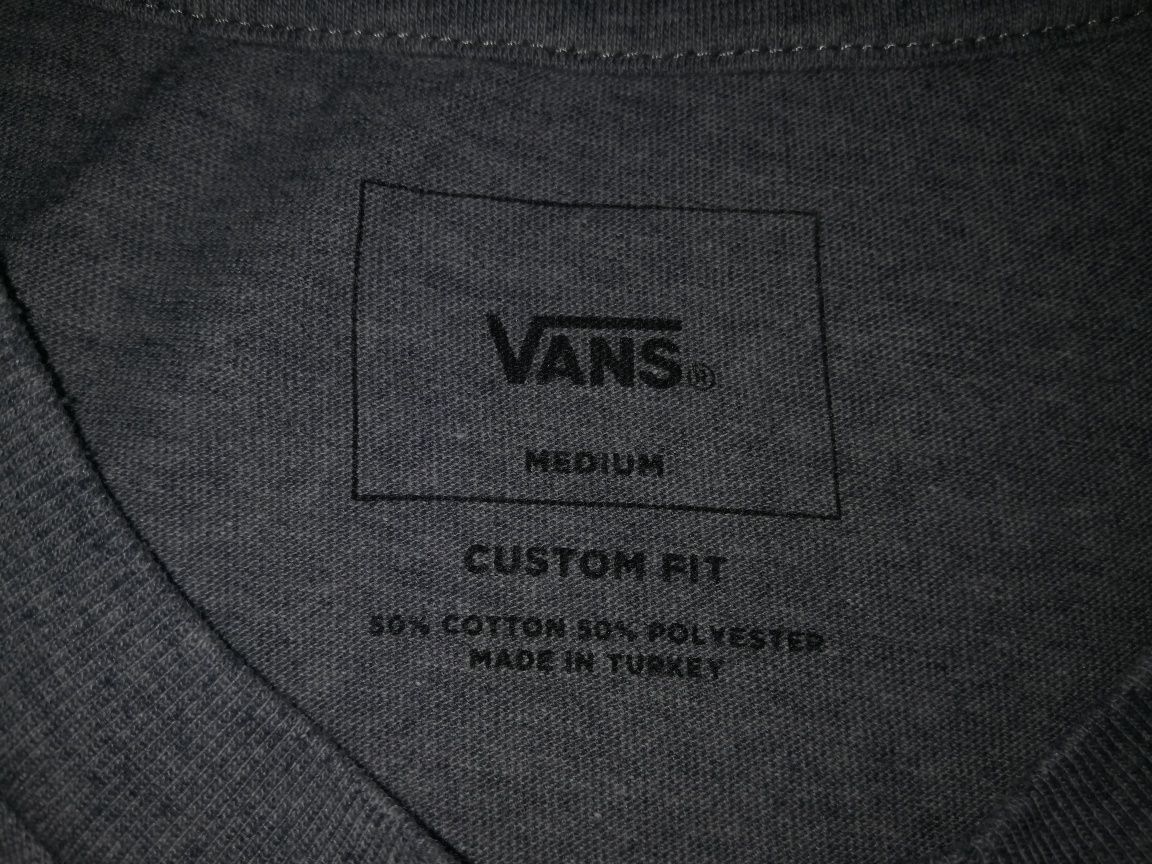 VANS®
MEDIUM
CUSTOM FIT
50% COTTON 50% POLYESTER
MADE IN TURKEY